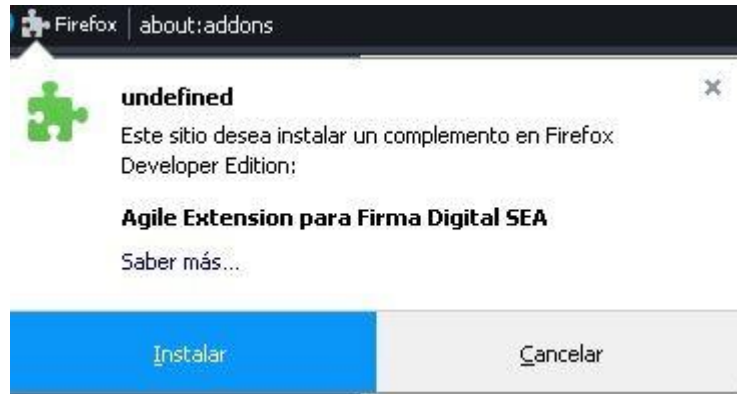 Firefox about:addons
undefined
Este sitio desea instalar un complemento en Firefox
Developer Edition:
Agile Extension para Firma Digital SEA
Saber más...
Instalar Cancelar